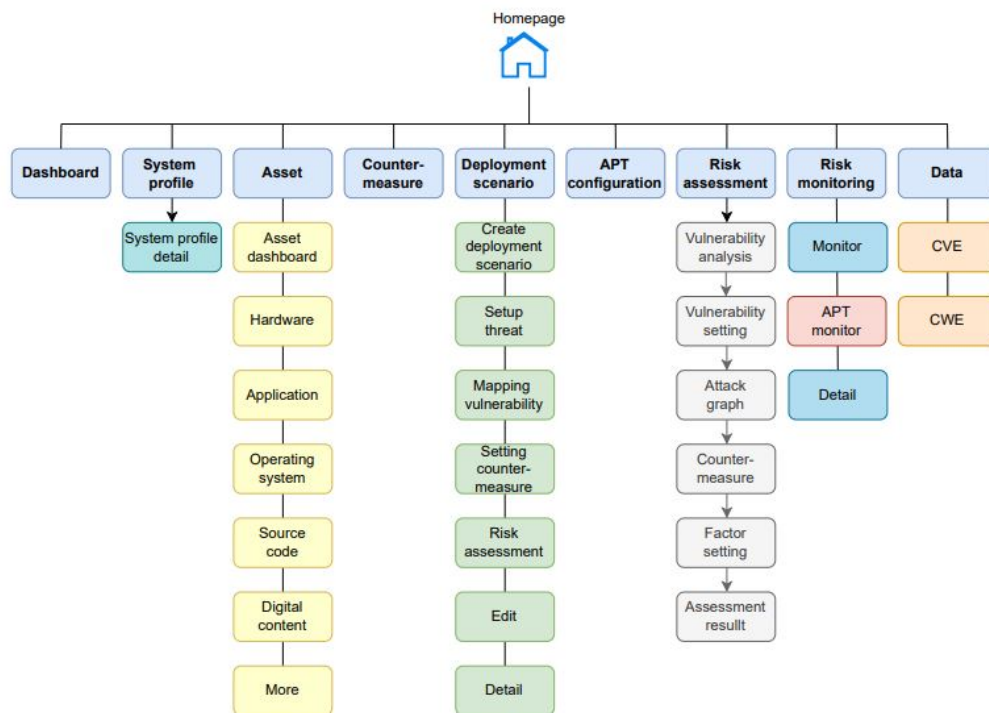 Homepage
Dashboard
System
profile
Asset
Counter-
measure
Deployment
scenario
APT
configuration
Risk
assessment
Risk
monitoring
Data
System profile
detail
Asset
dashboard
Hardware
Application
Operating
system
Source
code
Digital
content
More
Create
deployment
scenario
Setup
threat
Mapping
vulnerability
Setting
counter-
measure
Risk
assessment
Edit
Detail
Vulnerability
analysis
Vulnerability
setting
Attack
graph
Counter-
measure
Factor
setting
Assessment
resullt
Monitor
APT
monitor
Detail
CVE
CWE